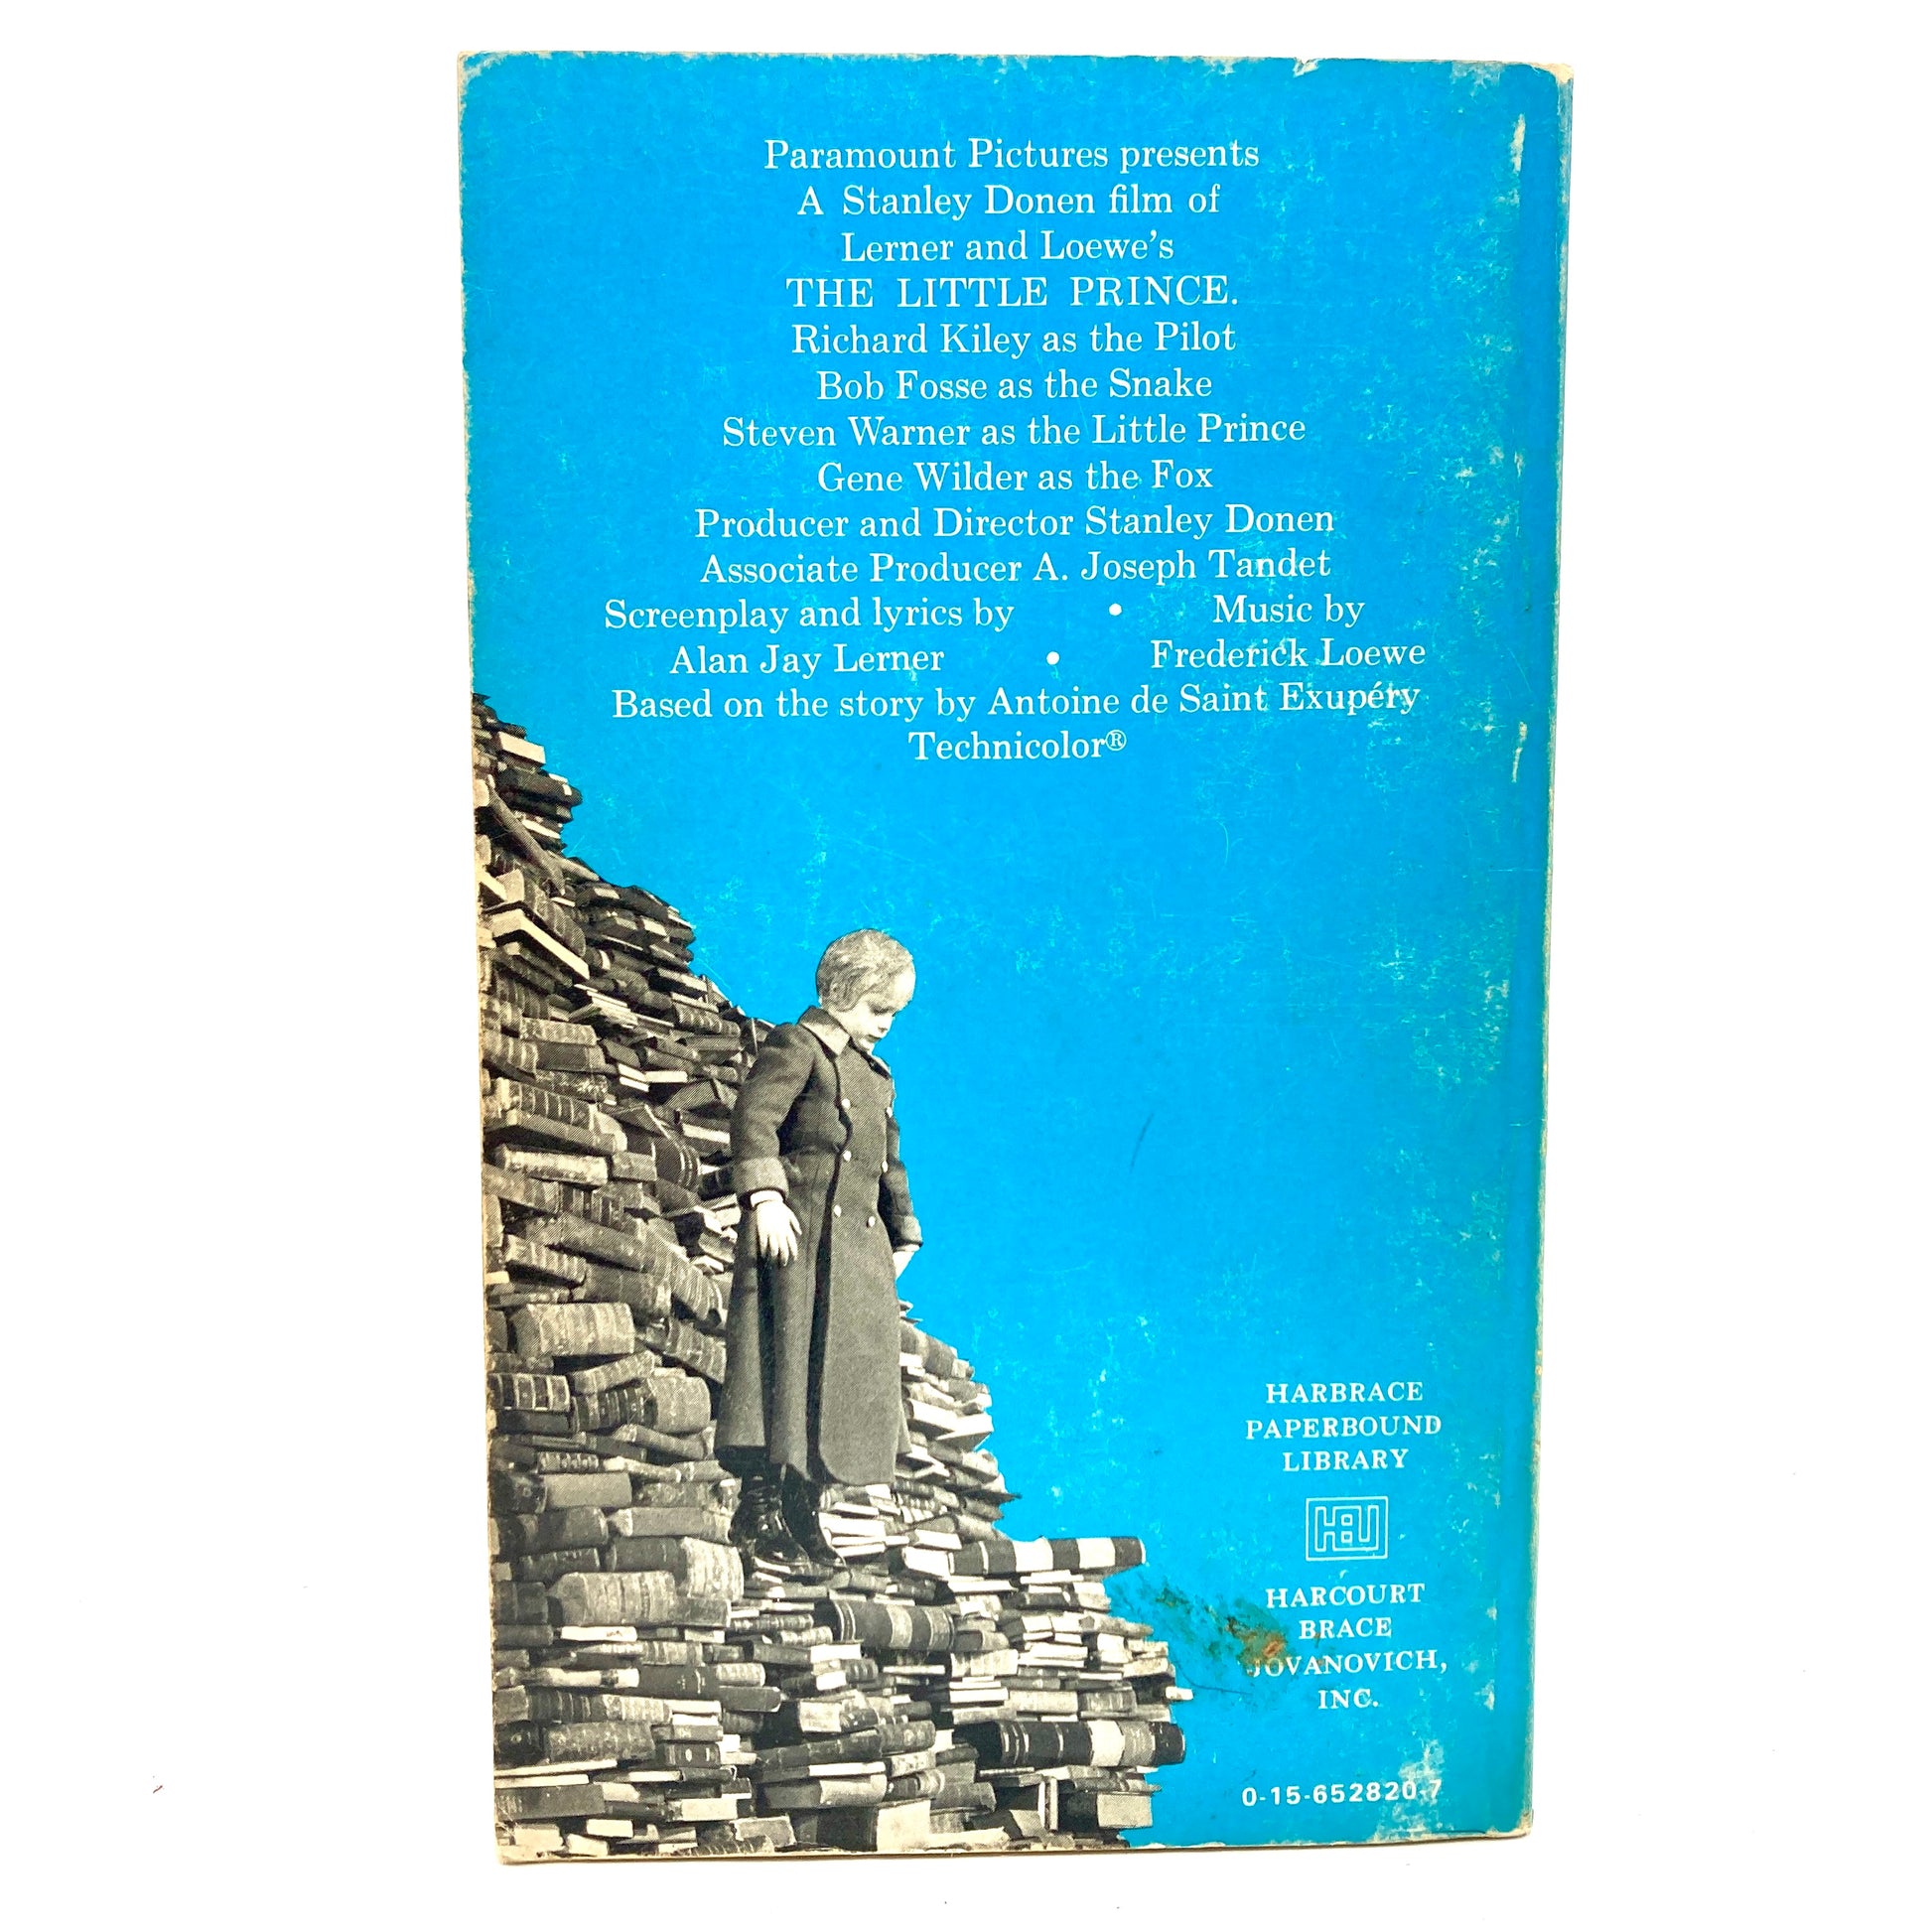 Paramount Pictures presents
A Stanley Donen film of
Lerner and Loewe's
THE LITTLE PRINCE.
Richard Kiley as the Pilot
Bob Fosse as the Snake
Steven Warner as the Little Prince
Gene Wilder as the Fox
Producer and Director Stanley Donen
Associate Producer A. Joseph Tandet
Screenplay and lyrics by • Music by
Alan Jay Lerner • Frederick Loewe
Based on the story by Antoine de Saint Exupéry
Technicolor®
HARBRACE
PAPERBOUND
LIBRARY
HBJ
HARCOURT
BRACE
JOVANOVICH,
INC.
0-15-652820-7